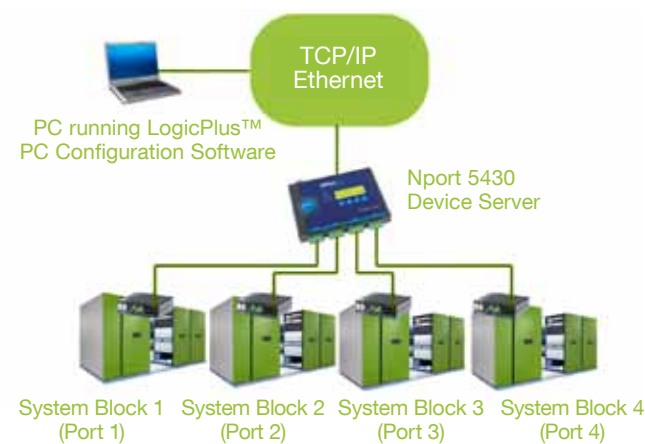 TCP/IP
Ethernet
PC running LogicPlus™
PC Configuration Software
Nport 5430
Device Server
System Block 1
(Port 1)
System Block 2
(Port 2)
System Block 3
(Port 3)
System Block 4
(Port 4)